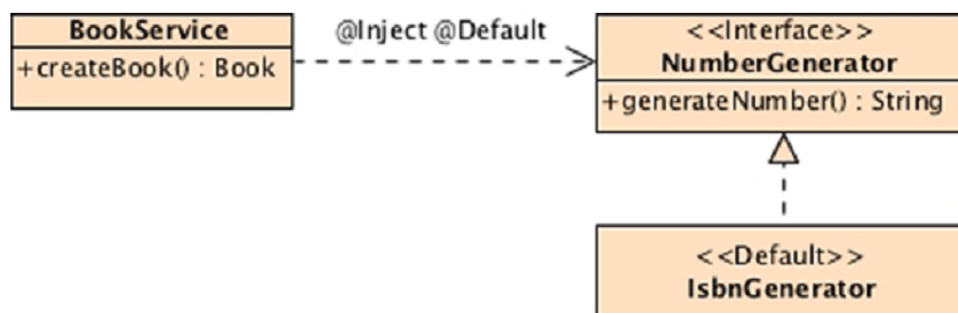 BookService
+createBook() : Book
@Inject @Default
<<Interface>>
NumberGenerator
+generateNumber() : String
<<Default>>
IsbnGenerator